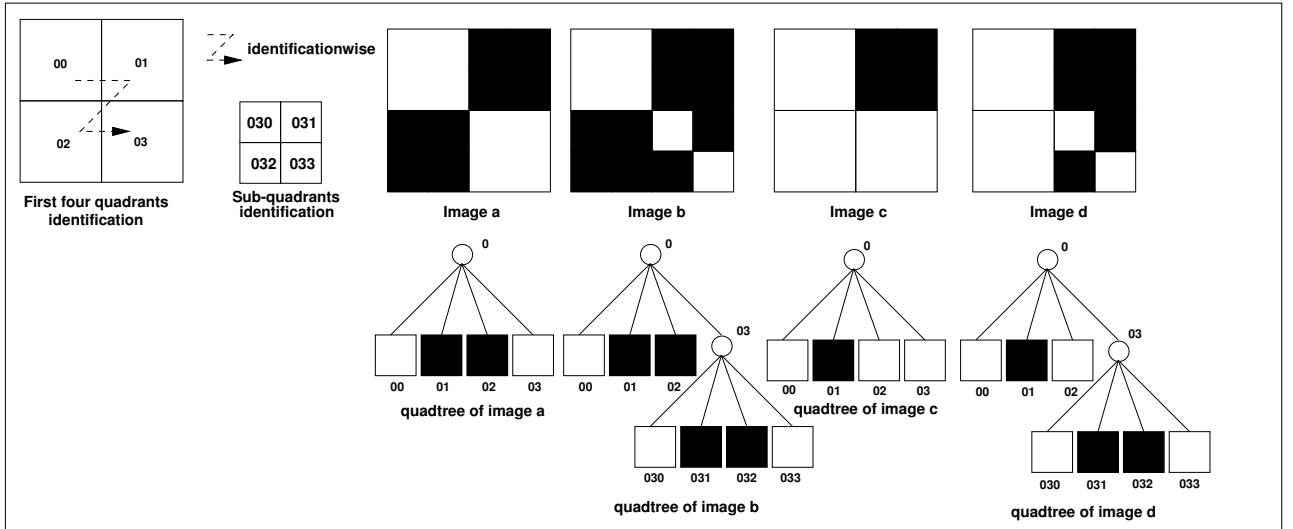 00 01
02 03
First four quadrants
identification
identificationwise
030 031
032 033
Sub-quadrants
identification
Image a
Image b
Image c
Image d
0
00 01 02 03
quadtree of image a
0
03
00 01 02
030 031 032 033
quadtree of image b
0
00 01 02 03
quadtree of image c
0
03
00 01 02
030 031 032 033
quadtree of image d